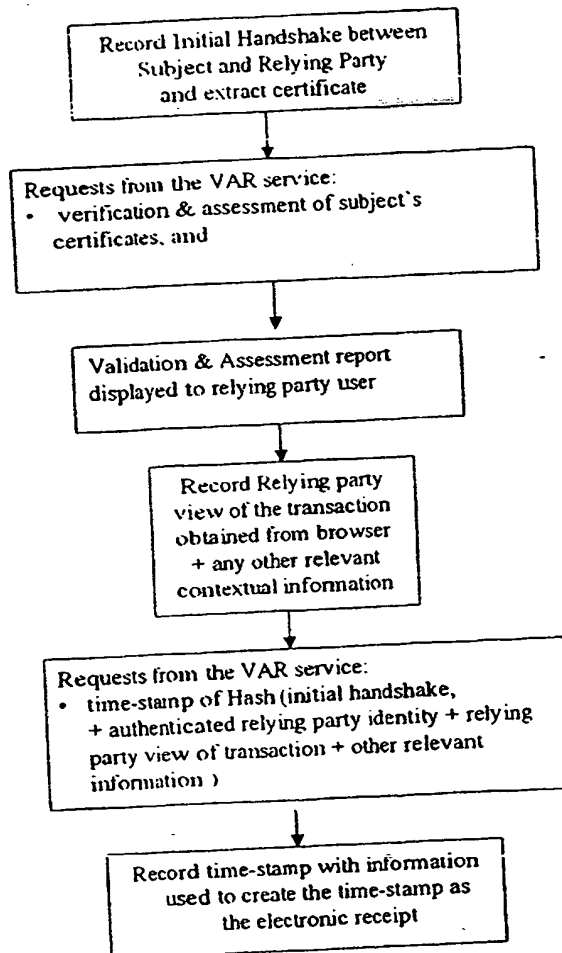 Record Initial Handshake between
Subject and Relying Party
and extract certificate
Requests from the VAR service:
• verification & assessment of subject's
certificates, and
Validation & Assessment report
displayed to relying party user
Record Relying party
view of the transaction
obtained from browser
+ any other relevant
contextual information
Requests from the VAR service:
• time-stamp of Hash (initial handshake,
+ authenticated relying party identity + relying
party view of transaction + other relevant
information )
Record time-stamp with information
used to create the time-stamp as
the electronic receipt